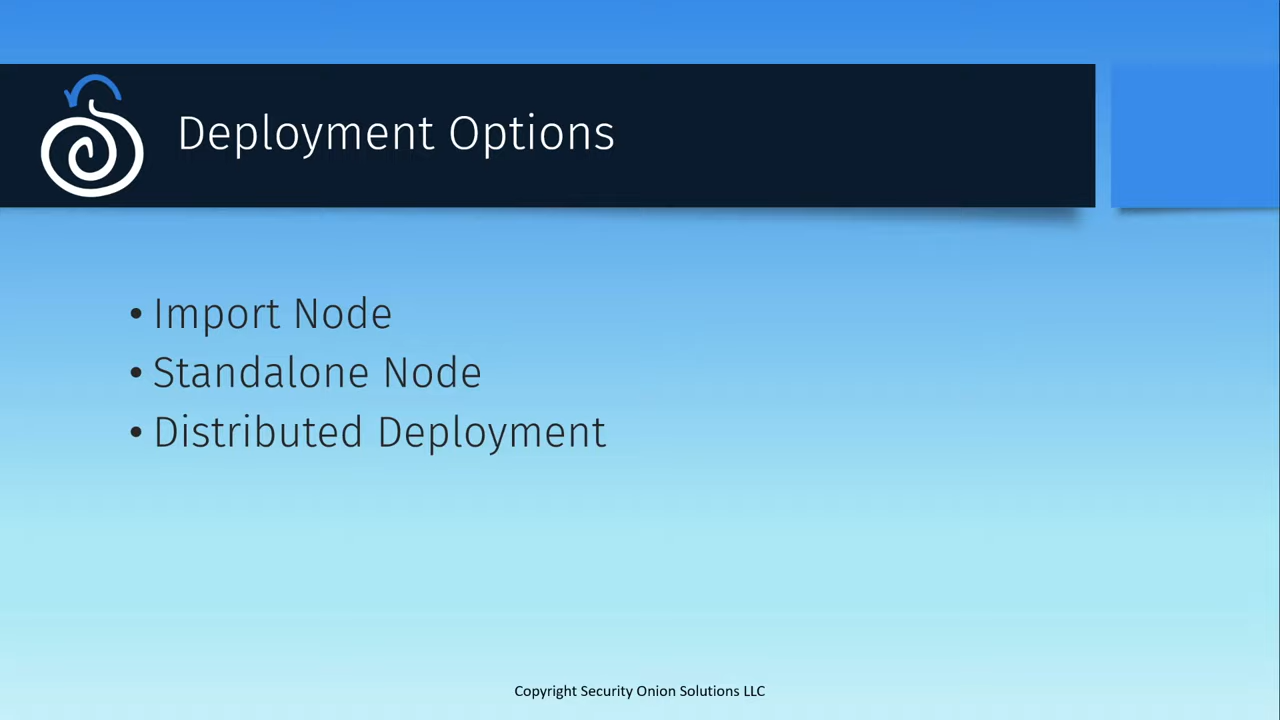 Deployment Options
• Import Node
• Standalone Node
• Distributed Deployment
Copyright Security Onion Solutions LLC